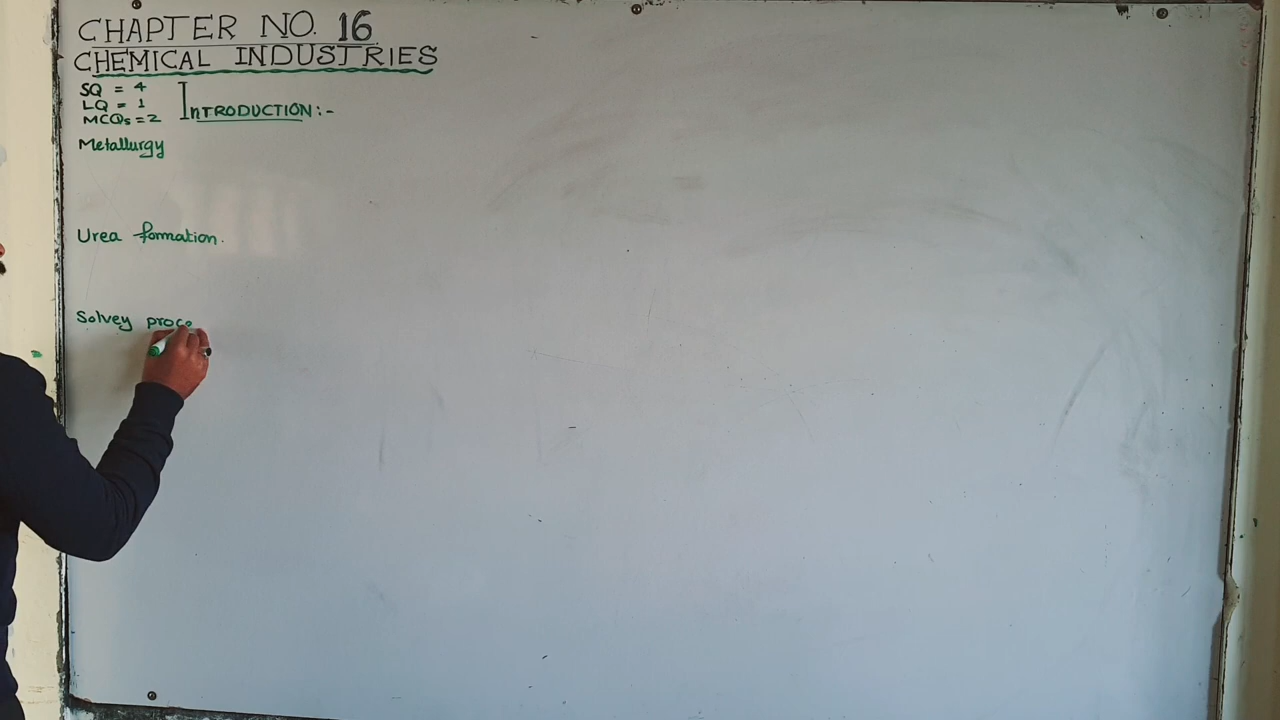 CHAPTER NO. 16
CHEMICAL INDUSTRIES
SQ = 4
LQ = 1
MCQs = 2
INTRODUCTION :-
Metallurgy
Urea formation.
Solvey proce